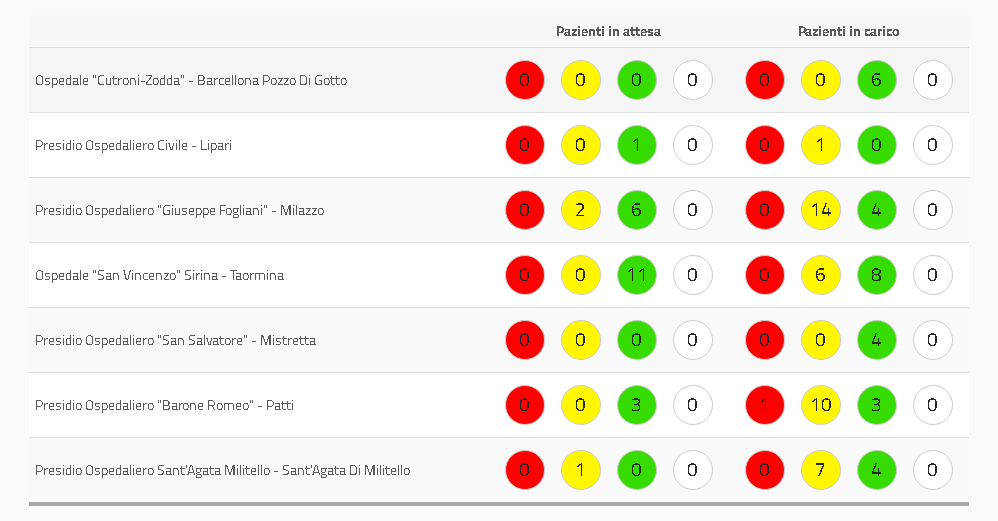 Pazienti in attesa Pazienti in carico
Ospedale "Cutroni-Zodda" - Barcellona Pozzo Di Gotto 0 0 0 0 0 0 6 0
Presidio Ospedaliero Civile - Lipari 0 0 1 0 0 1 0 0
Presidio Ospedaliero "Giuseppe Fogliani" - Milazzo 0 2 6 0 0 14 4 0
Ospedale "San Vincenzo" Sirina - Taormina 0 0 11 0 0 6 8 0
Presidio Ospedaliero "San Salvatore" - Mistretta 0 0 0 0 0 0 4 0
Presidio Ospedaliero "Barone Romeo" - Patti 0 0 3 0 1 10 3 0
Presidio Ospedaliero Sant'Agata Militello - Sant'Agata Di Militello 0 1 0 0 0 7 4 0